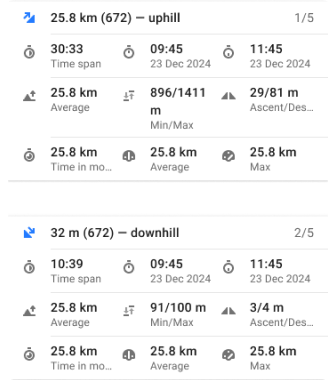 25.8 km (672) — uphill 1/5
30:33 09:45 11:45
Time span 23 Dec 2024 23 Dec 2024
25.8 km 896/1411 m 29/81 m
Average Min/Max Ascent/Des...
25.8 km 25.8 km 25.8 km
Time in mo... Average Max
32 m (672) — downhill 2/5
10:39 09:45 11:45
Time span 23 Dec 2024 23 Dec 2024
25.8 km 91/100 m 3/4 m
Average Min/Max Ascent/Des...
25.8 km 25.8 km 25.8 km
Time in mo... Average Max